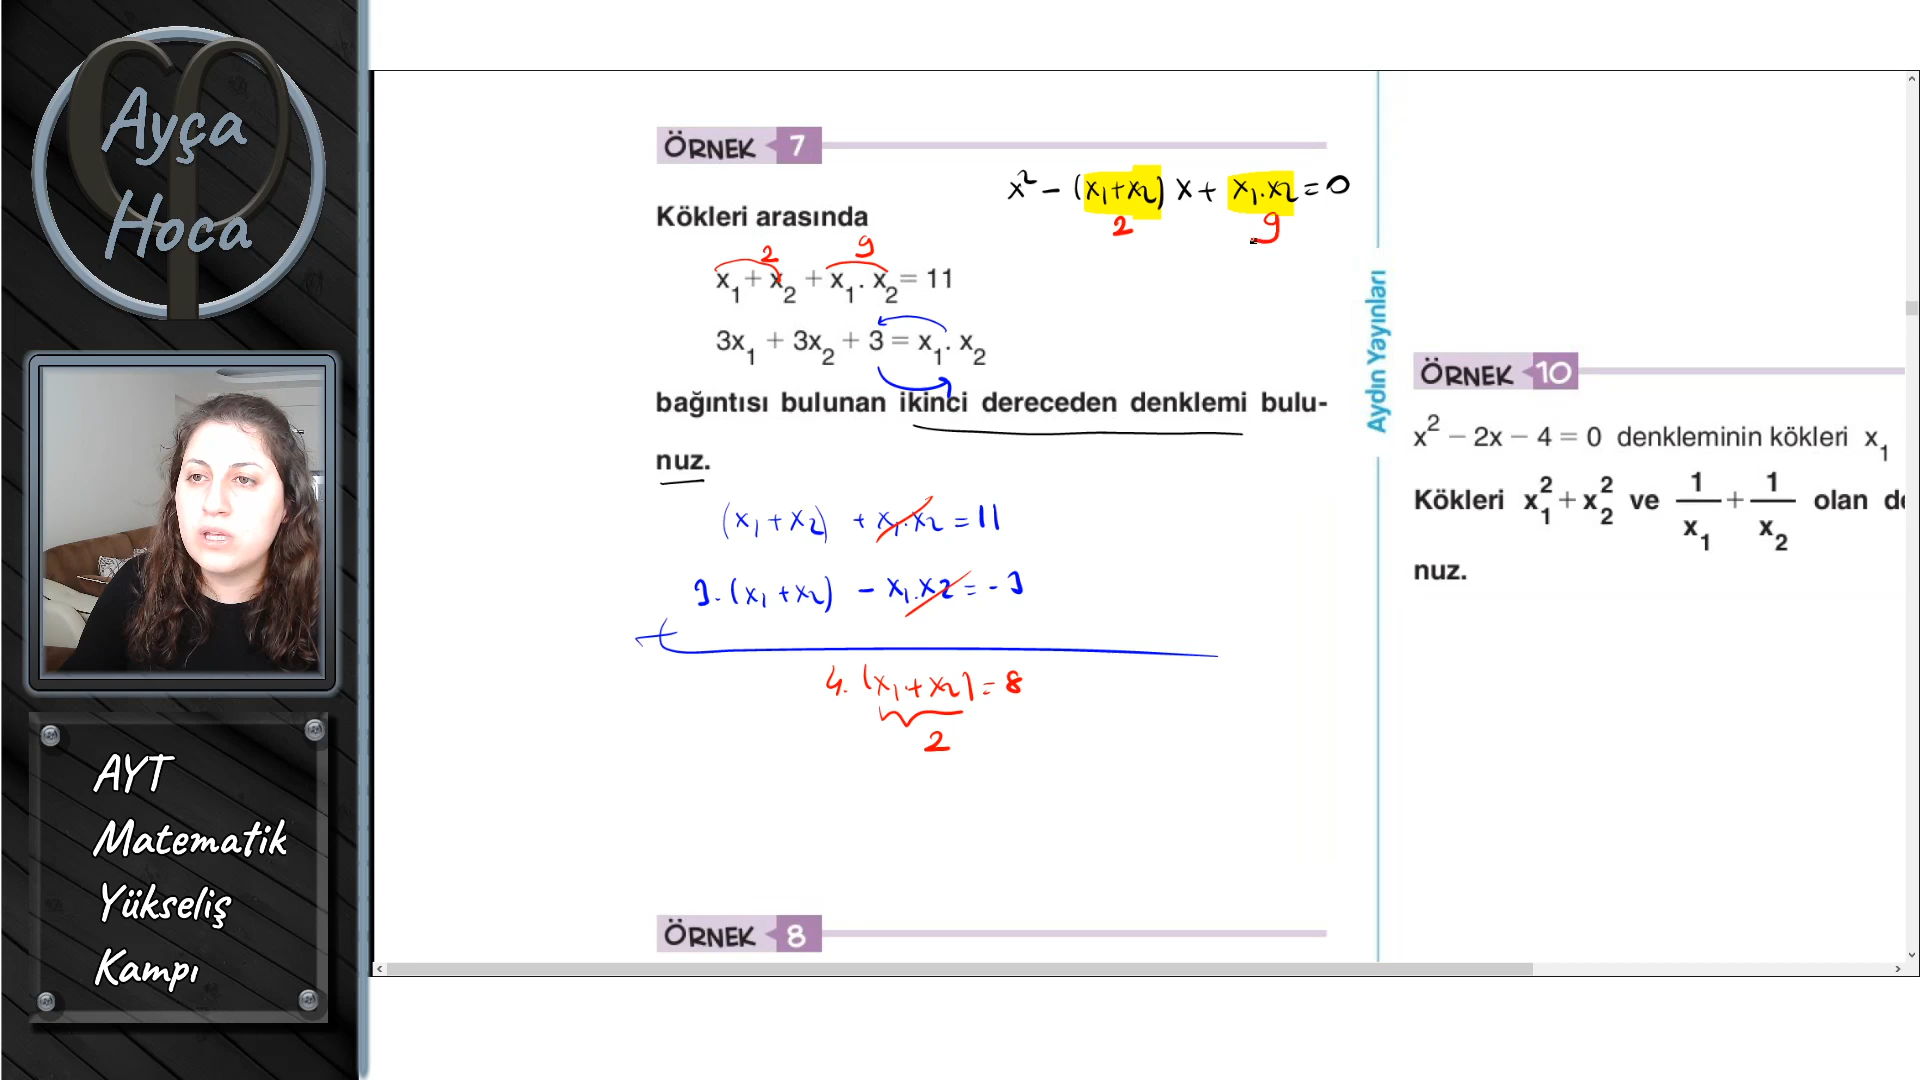 Ayça
Hoca
AYT
Matematik
Yükseliş
Kampı
ÖRNEK 7
x² − (x₁+x₂) x + x₁.x₂ = 0
2 9
Kökleri arasında
2 9
x₁ + x₂ + x₁ . x₂ = 11
3x₁ + 3x₂ + 3 = x₁ . x₂
bağıntısı bulunan ikinci dereceden denklemi bulu-
nuz.
(x₁ + x₂) + x₁.x₂ = 11
3.(x₁ + x₂) − x₁.x₂ = -3
4.(x₁+x₂) = 8
2
ÖRNEK 8
Aydın Yayınları
ÖRNEK 10
x² − 2x − 4 = 0 denkleminin kökleri x₁
Kökleri x₁² + x₂² ve 1/x₁ + 1/x₂ olan de
nuz.